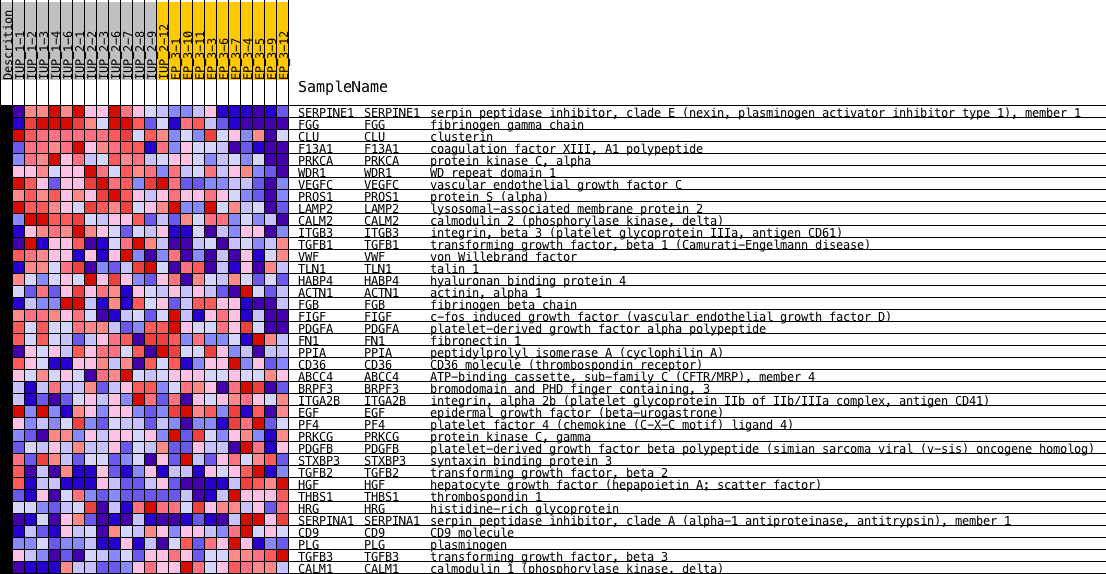 Descrition
IUP_1-1
IUP_1-2
IUP_1-3
IUP_1-4
IUP_1-6
IUP_2-1
IUP_2-2
IUP_2-3
IUP_2-6
IUP_2-7
IUP_2-8
IUP_2-9
IUP_2-12
EP_3-1
EP_3-10
EP_3-11
EP_3-3
EP_3-6
EP_3-7
EP_3-4
EP_3-5
EP_3-9
EP_3-12
SampleName
SERPINE1 SERPINE1 serpin peptidase inhibitor, clade E (nexin, plasminogen activator inhibitor type 1), member 1
FGG FGG fibrinogen gamma chain
CLU CLU clusterin
F13A1 F13A1 coagulation factor XIII, A1 polypeptide
PRKCA PRKCA protein kinase C, alpha
WDR1 WDR1 WD repeat domain 1
VEGFC VEGFC vascular endothelial growth factor C
PROS1 PROS1 protein S (alpha)
LAMP2 LAMP2 lysosomal-associated membrane protein 2
CALM2 CALM2 calmodulin 2 (phosphorylase kinase, delta)
ITGB3 ITGB3 integrin, beta 3 (platelet glycoprotein IIIa, antigen CD61)
TGFB1 TGFB1 transforming growth factor, beta 1 (Camurati-Engelmann disease)
VWF VWF von Willebrand factor
TLN1 TLN1 talin 1
HABP4 HABP4 hyaluronan binding protein 4
ACTN1 ACTN1 actinin, alpha 1
FGB FGB fibrinogen beta chain
FIGF FIGF c-fos induced growth factor (vascular endothelial growth factor D)
PDGFA PDGFA platelet-derived growth factor alpha polypeptide
FN1 FN1 fibronectin 1
PPIA PPIA peptidylprolyl isomerase A (cyclophilin A)
CD36 CD36 CD36 molecule (thrombospondin receptor)
ABCC4 ABCC4 ATP-binding cassette, sub-family C (CFTR/MRP), member 4
BRPF3 BRPF3 bromodomain and PHD finger containing, 3
ITGA2B ITGA2B integrin, alpha 2b (platelet glycoprotein IIb of IIb/IIIa complex, antigen CD41)
EGF EGF epidermal growth factor (beta-urogastrone)
PF4 PF4 platelet factor 4 (chemokine (C-X-C motif) ligand 4)
PRKCG PRKCG protein kinase C, gamma
PDGFB PDGFB platelet-derived growth factor beta polypeptide (simian sarcoma viral (v-sis) oncogene homolog)
STXBP3 STXBP3 syntaxin binding protein 3
TGFB2 TGFB2 transforming growth factor, beta 2
HGF HGF hepatocyte growth factor (hepapoietin A; scatter factor)
THBS1 THBS1 thrombospondin 1
HRG HRG histidine-rich glycoprotein
SERPINA1 SERPINA1 serpin peptidase inhibitor, clade A (alpha-1 antiproteinase, antitrypsin), member 1
CD9 CD9 CD9 molecule
PLG PLG plasminogen
TGFB3 TGFB3 transforming growth factor, beta 3
CALM1 CALM1 calmodulin 1 (phosphorylase kinase, delta)